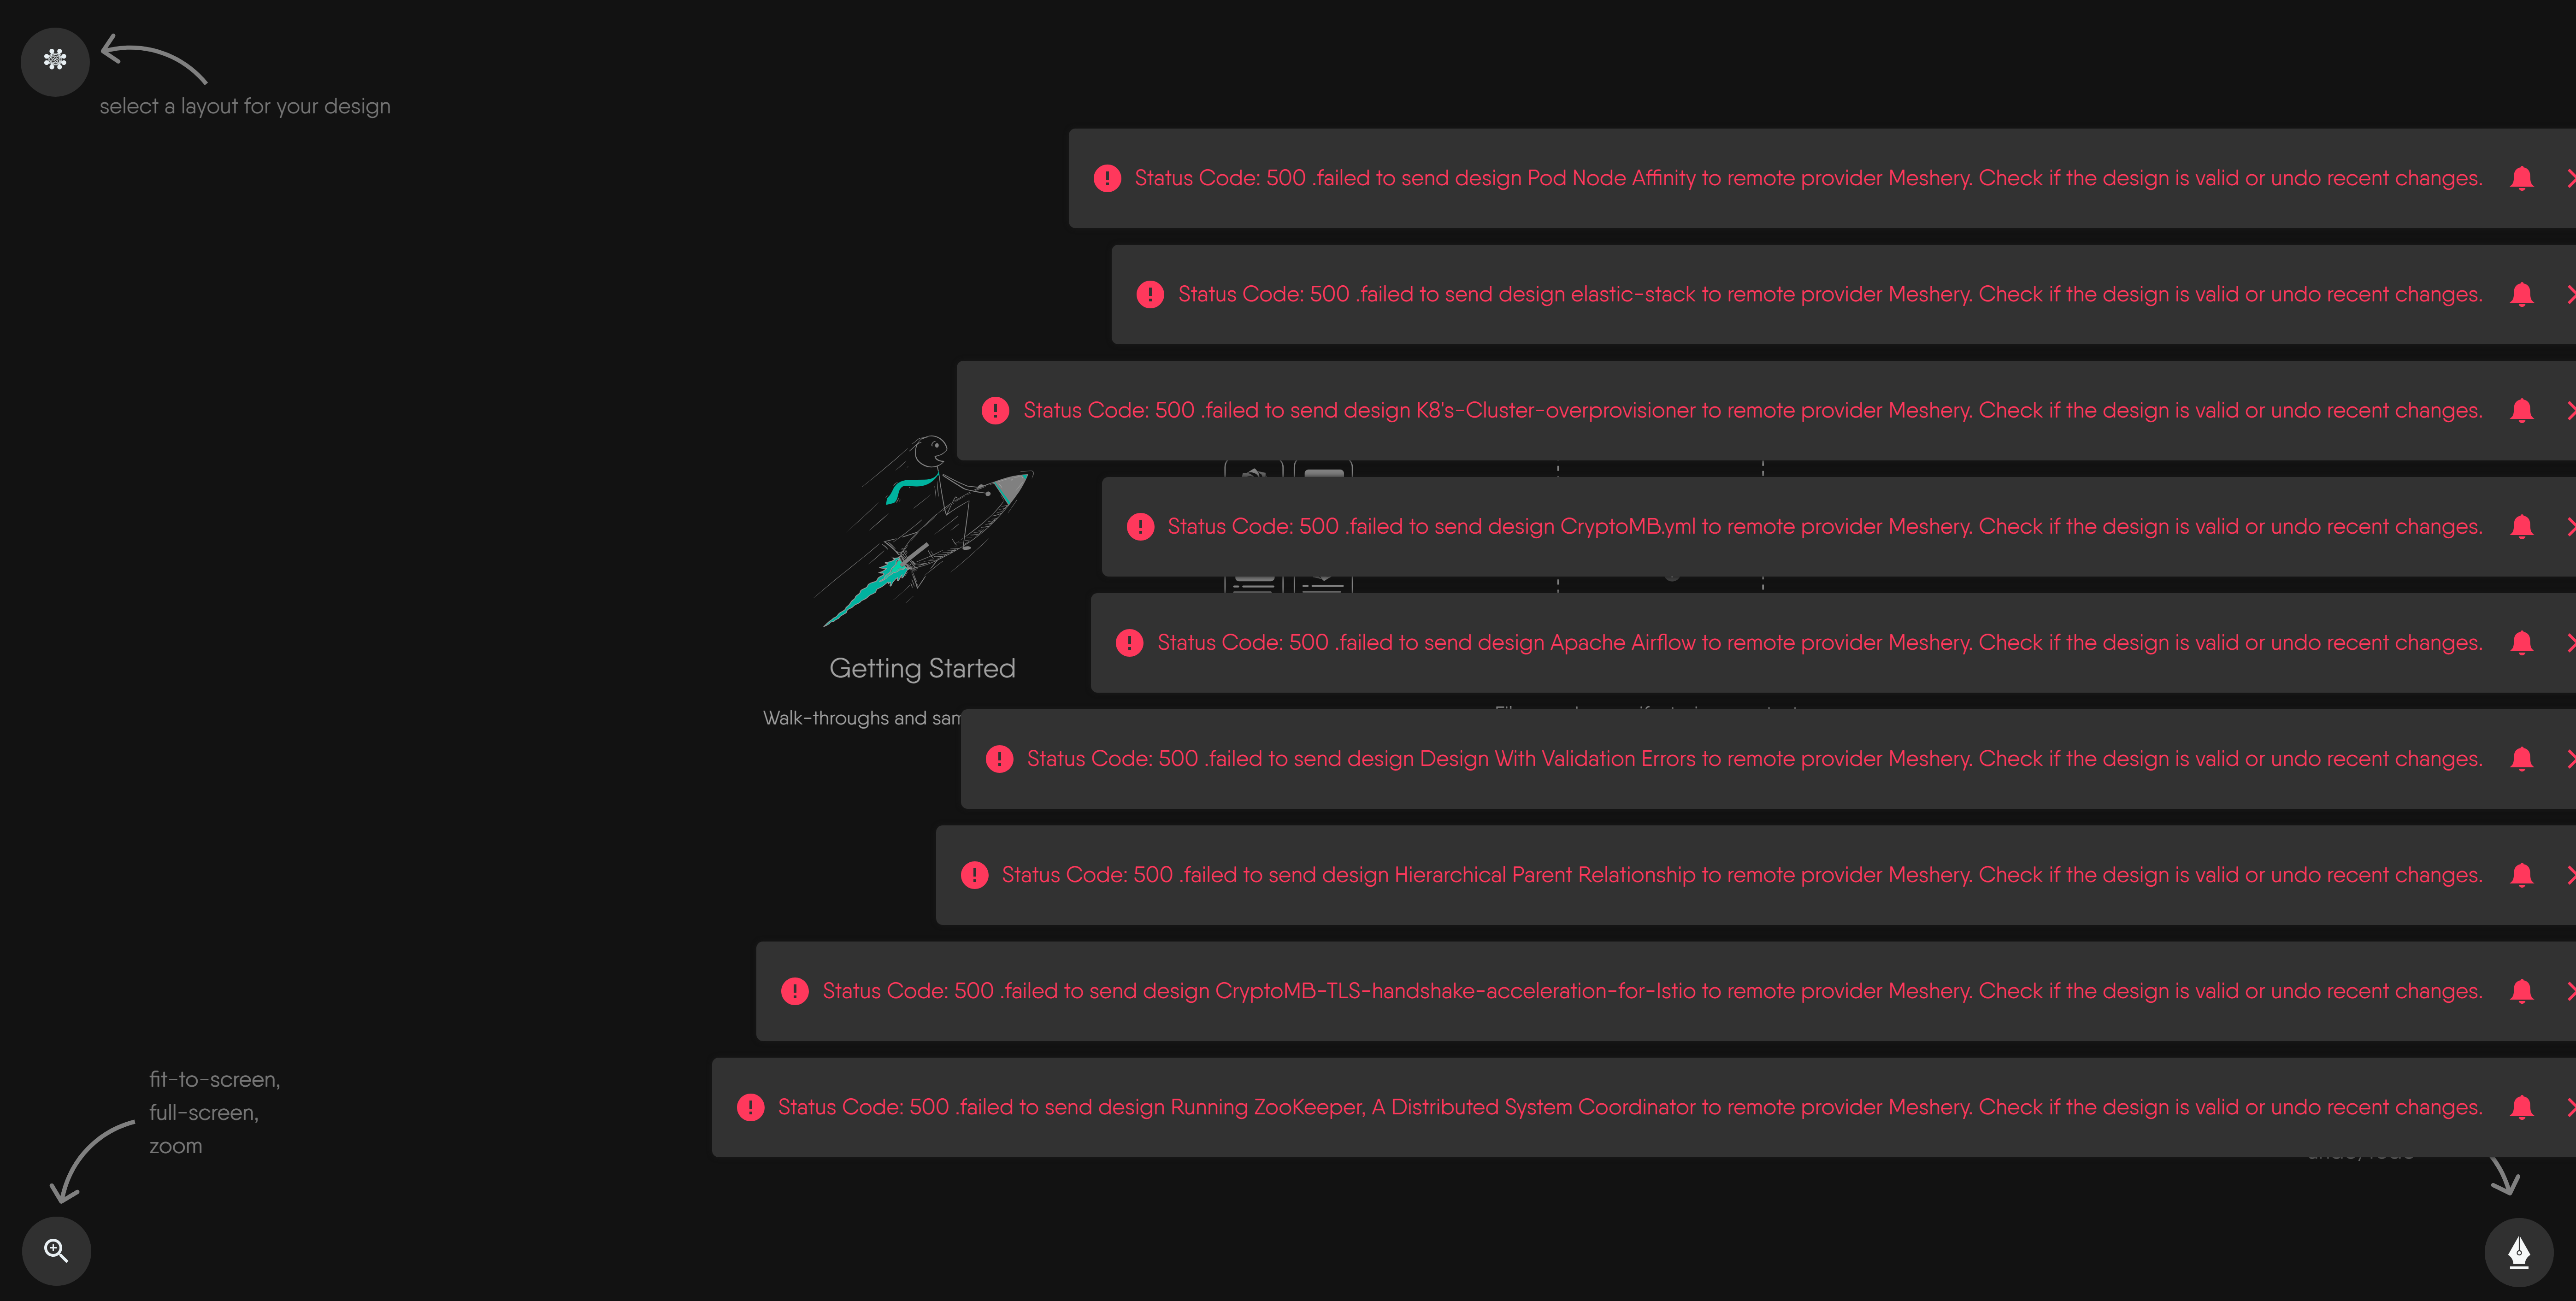 select a layout for your design
Status Code: 500 .failed to send design Pod Node Affinity to remote provider Meshery. Check if the design is valid or undo recent changes.
Status Code: 500 .failed to send design elastic-stack to remote provider Meshery. Check if the design is valid or undo recent changes.
Status Code: 500 .failed to send design K8's-Cluster-overprovisioner to remote provider Meshery. Check if the design is valid or undo recent changes.
Status Code: 500 .failed to send design CryptoMB.yml to remote provider Meshery. Check if the design is valid or undo recent changes.
Status Code: 500 .failed to send design Apache Airflow to remote provider Meshery. Check if the design is valid or undo recent changes.
Getting Started
Walk-throughs and
Status Code: 500 .failed to send design Design With Validation Errors to remote provider Meshery. Check if the design is valid or undo recent changes.
Status Code: 500 .failed to send design Hierarchical Parent Relationship to remote provider Meshery. Check if the design is valid or undo recent changes.
Status Code: 500 .failed to send design CryptoMB-TLS-handshake-acceleration-for-Istio to remote provider Meshery. Check if the design is valid or undo recent changes.
Status Code: 500 .failed to send design Running ZooKeeper, A Distributed System Coordinator to remote provider Meshery. Check if the design is valid or undo recent changes.
fit-to-screen,
full-screen,
zoom